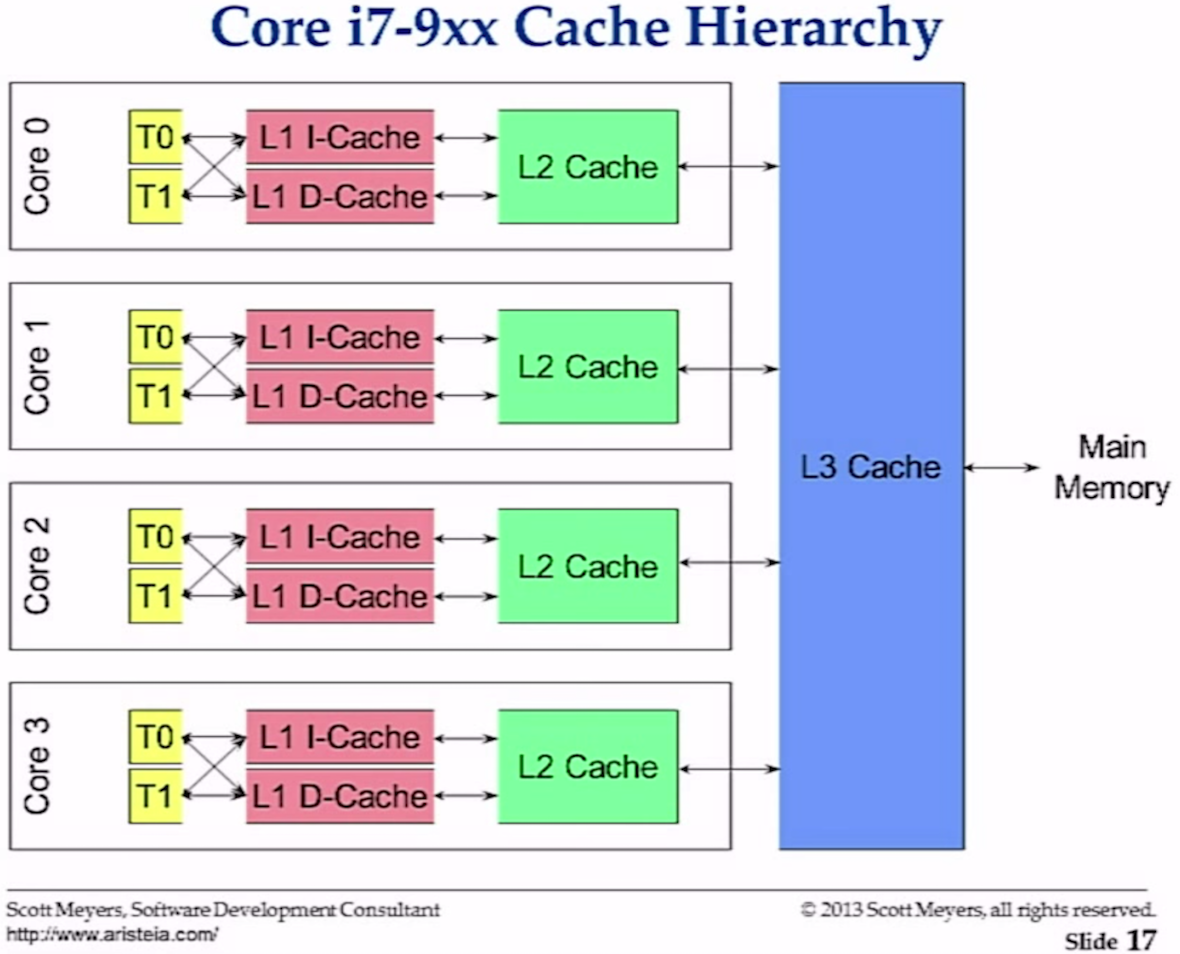 Core i7-9xx Cache Hierarchy
Core 0
T0
L1 I-Cache
T1
L1 D-Cache
L2 Cache
Core 1
T0
L1 I-Cache
T1
L1 D-Cache
L2 Cache
Core 2
T0
L1 I-Cache
T1
L1 D-Cache
L2 Cache
Core 3
T0
L1 I-Cache
T1
L1 D-Cache
L2 Cache
L3 Cache
Main
Memory
Scott Meyers, Software Development Consultant
http://www.aristeia.com/
© 2013 Scott Meyers, all rights reserved.
Slide 17